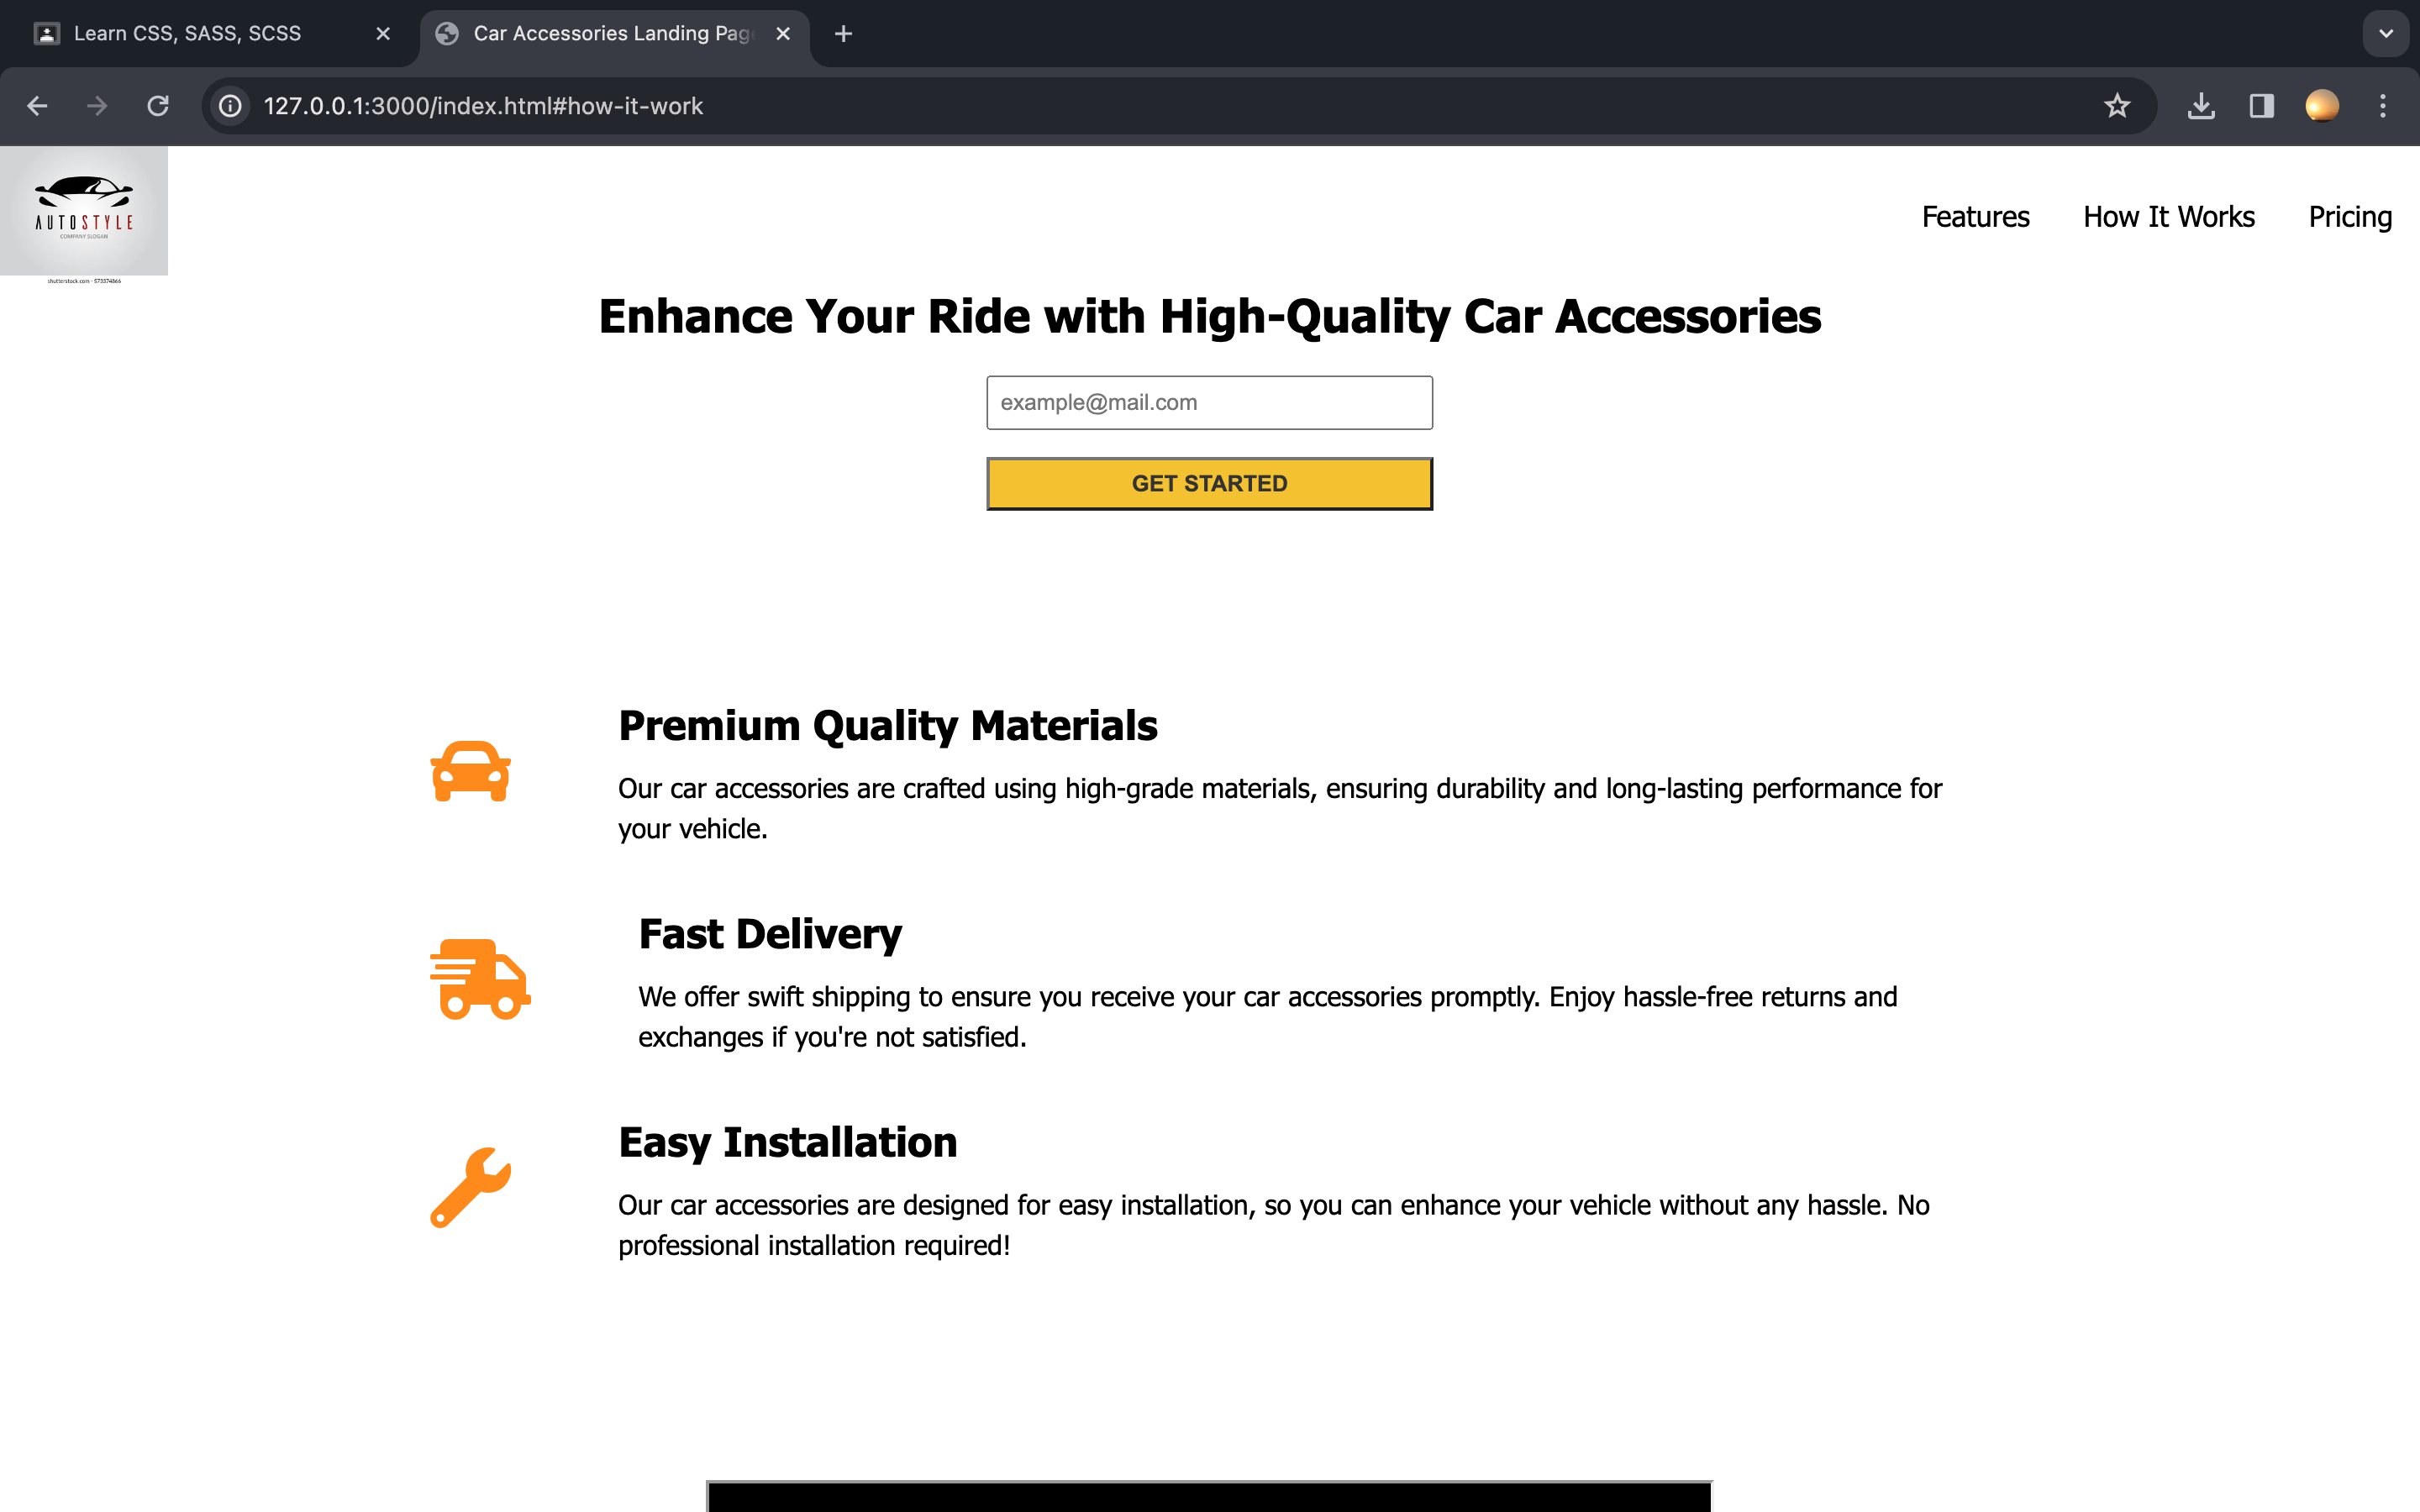 Learn CSS, SASS, SCSS
Car Accessories Landing Pag
127.0.0.1:3000/index.html#how-it-work
AUTOSTYLE
COMPANY SLOGAN
shutterstock.com · 573374866
Features How It Works Pricing
Enhance Your Ride with High-Quality Car Accessories
example@mail.com
GET STARTED
Premium Quality Materials
Our car accessories are crafted using high-grade materials, ensuring durability and long-lasting performance for
your vehicle.
Fast Delivery
We offer swift shipping to ensure you receive your car accessories promptly. Enjoy hassle-free returns and
exchanges if you're not satisfied.
Easy Installation
Our car accessories are designed for easy installation, so you can enhance your vehicle without any hassle. No
professional installation required!